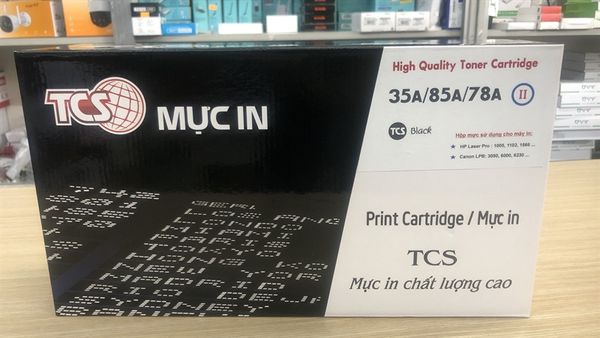 TCS
MỰC IN
High Quality Toner Cartridge
35A/85A/78A II
TCS Black
Hộp mực sử dụng cho máy in:
★ HP Laser Pro : 1005, 1102, 1566 ...
★ Canon LPB: 3050, 6000, 6230 ...
Print Cartridge / Mực in
TCS
Mực in chất lượng cao